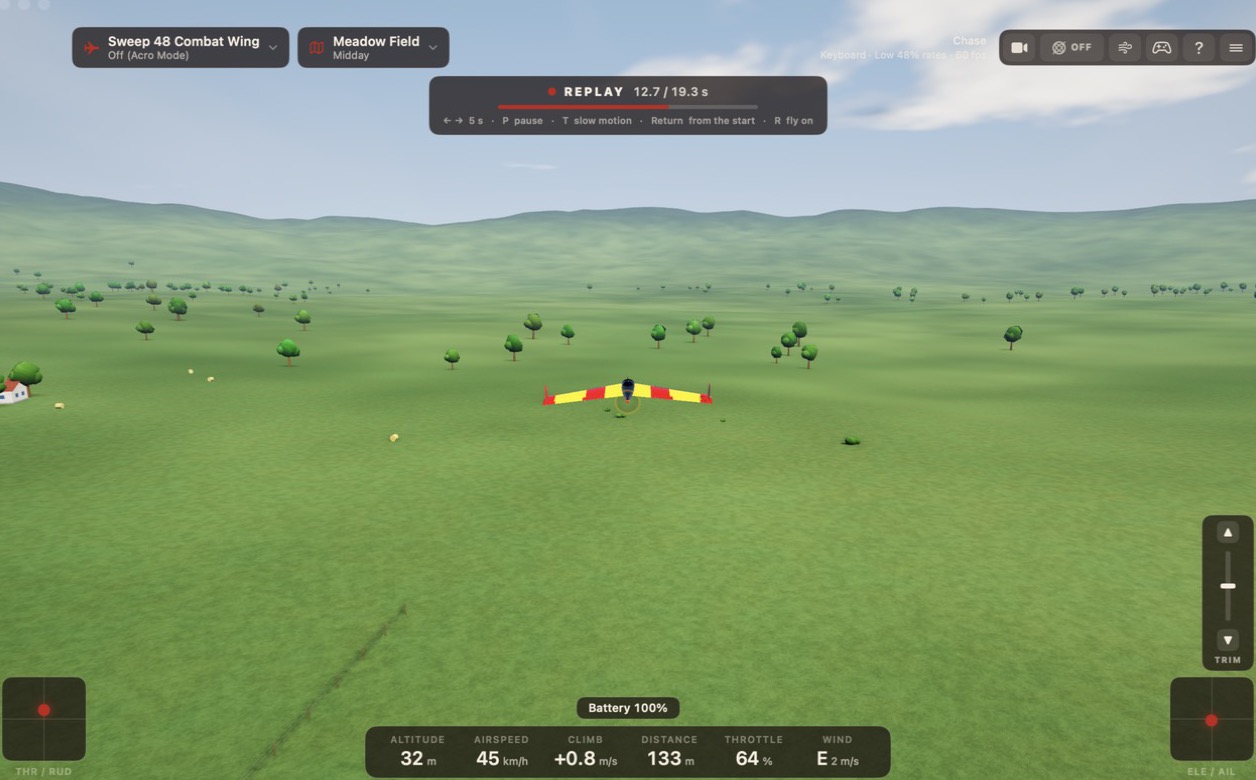 Sweep 48 Combat Wing
Off (Acro Mode)
Meadow Field
Midday
Chase
Keyboard · Low 48% rates · 60 fps
OFF
?
REPLAY 12.7 / 19.3 s
← → 5 s · P pause · T slow motion · Return from the start · R fly on
TRIM
Battery 100%
ALTITUDE AIRSPEED CLIMB DISTANCE THROTTLE WIND
32 m 45 km/h +0.8 m/s 133 m 64 % E 2 m/s
THR / RUD
ELE / AIL